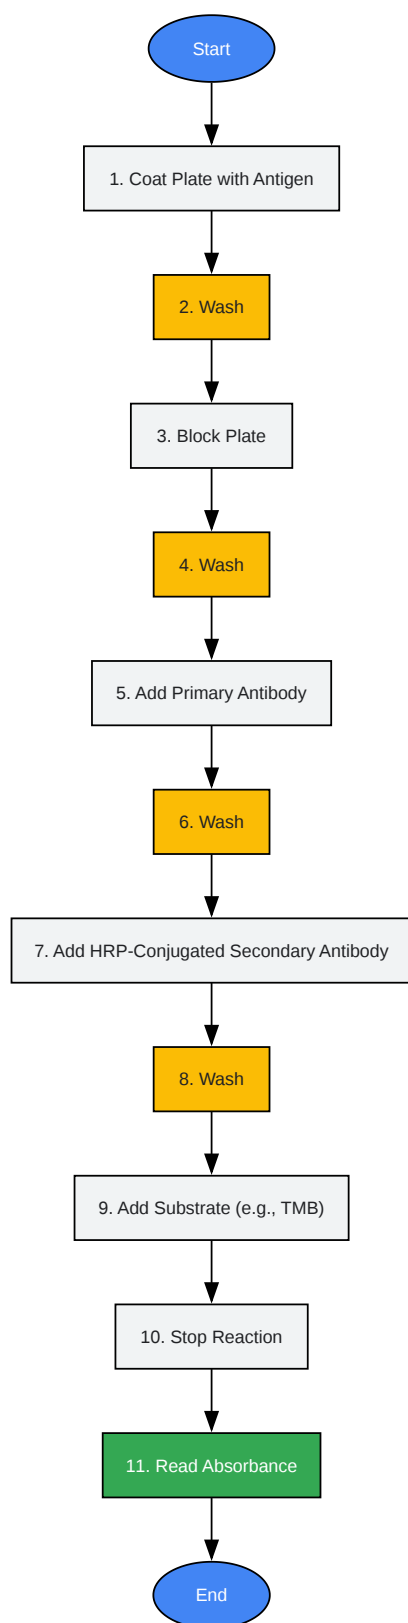 Start
1. Coat Plate with Antigen
2. Wash
3. Block Plate
4. Wash
5. Add Primary Antibody
6. Wash
7. Add HRP-Conjugated Secondary Antibody
8. Wash
9. Add Substrate (e.g., TMB)
10. Stop Reaction
11. Read Absorbance
End